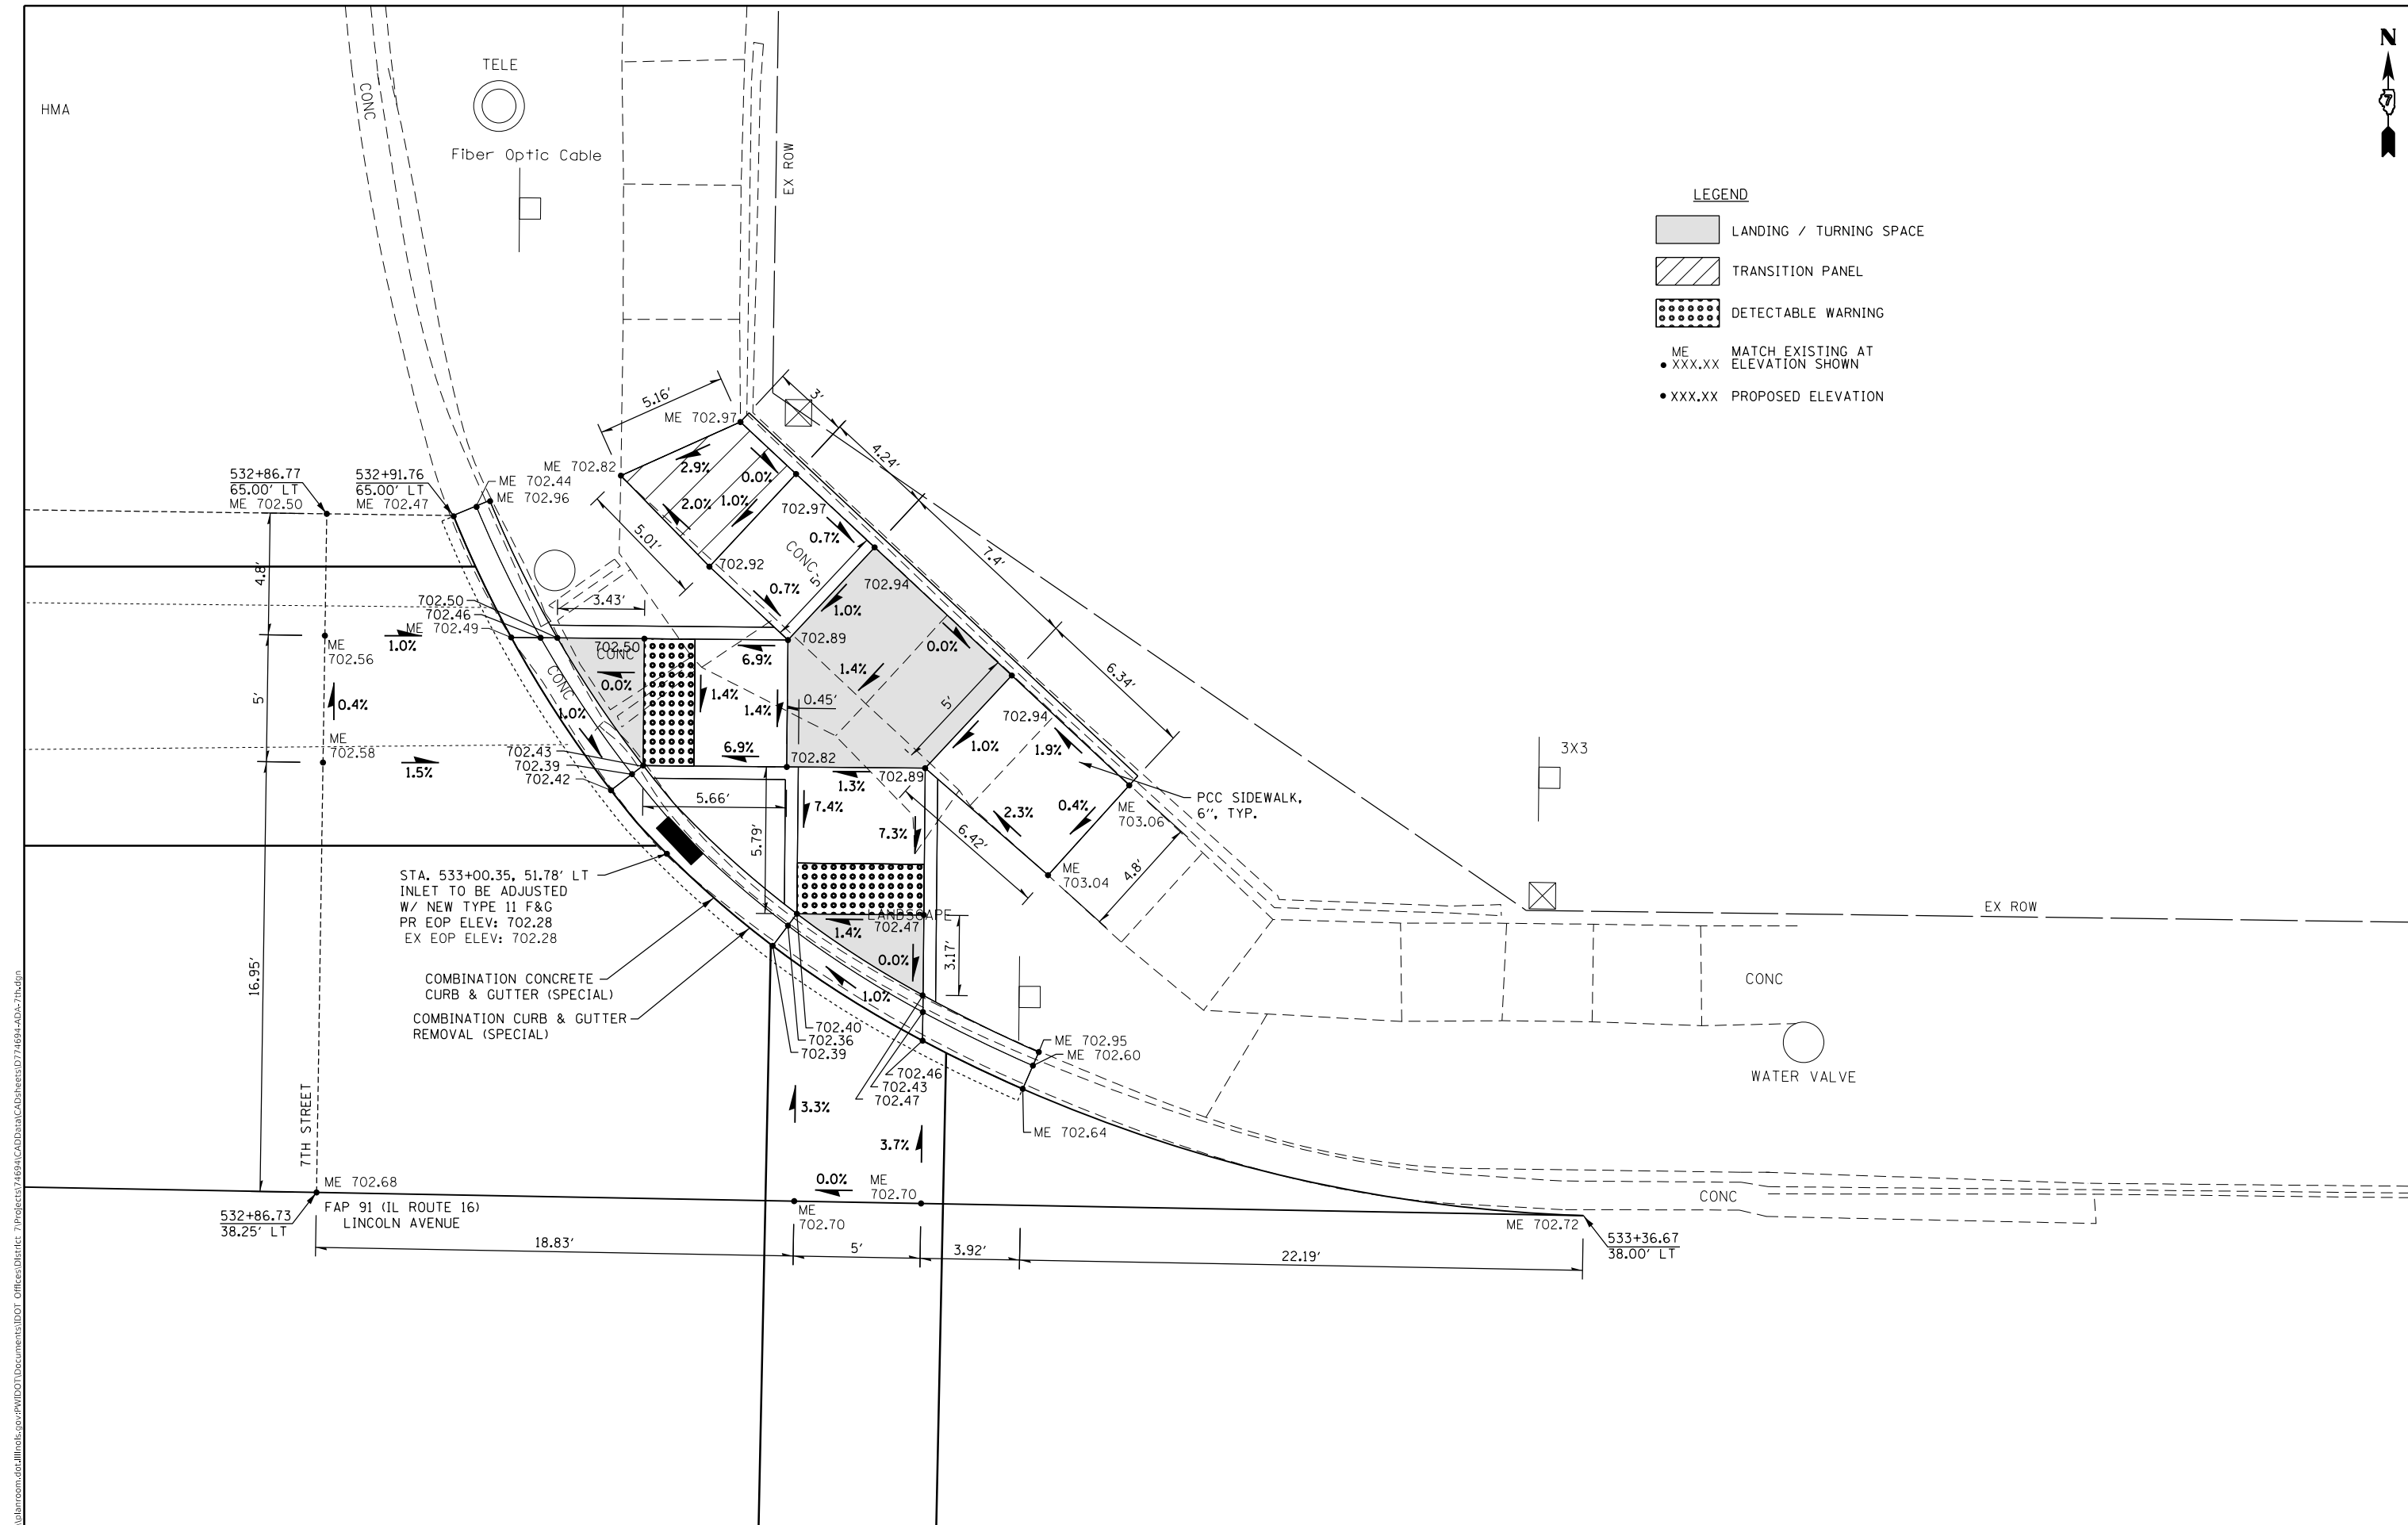 N
7
TELE
HMA
CONC
Fiber Optic Cable
EX ROW
LEGEND
LANDING / TURNING SPACE
TRANSITION PANEL
DETECTABLE WARNING
ME
XXX.XX
MATCH EXISTING AT
ELEVATION SHOWN
XXX.XX PROPOSED ELEVATION
5.16'
3'
ME 702.97
4.24'
ME 702.82
2.9%
0.0%
532+86.77
65.00' LT
ME 702.50
532+91.76
65.00' LT
ME 702.47
ME 702.44
ME 702.96
2.0%
1.0%
702.97
0.7%
5.01'
CONC
5'
7.4'
4.8'
702.92
702.94
0.7%
1.0%
702.50
702.46
ME 702.49
3.43'
702.89
0.0%
6.34'
ME
702.56
1.0%
702.50
CONC
6.9%
1.4%
0.0%
CONC
1.4%
1.4%
0.45'
5'
702.94
5'
0.4%
1.0%
1.0%
1.9%
3X3
ME
702.58
1.5%
702.43
702.39
702.42
6.9%
702.82
1.3%
702.89
5.66'
7.4%
7.3%
6.42'
2.3%
0.4%
ME
703.06
PCC SIDEWALK,
6", TYP.
5.79'
ME
703.04
4.8'
STA. 533+00.35, 51.78' LT
INLET TO BE ADJUSTED
W/ NEW TYPE 11 F&G
PR EOP ELEV: 702.28
EX EOP ELEV: 702.28
LANDSCAPE
702.47
1.4%
0.0%
3.17'
EX ROW
16.95'
COMBINATION CONCRETE
CURB & GUTTER (SPECIAL)
COMBINATION CURB & GUTTER
REMOVAL (SPECIAL)
1.0%
CONC
702.40
702.36
702.39
ME 702.95
ME 702.60
702.46
702.43
702.47
WATER VALVE
3.3%
3.7%
ME 702.64
7TH STREET
ME 702.68
0.0%
ME
702.70
ME
702.70
CONC
532+86.73
38.25' LT
FAP 91 (IL ROUTE 16)
LINCOLN AVENUE
ME 702.72
533+36.67
38.00' LT
18.83'
5'
3.92'
22.19'